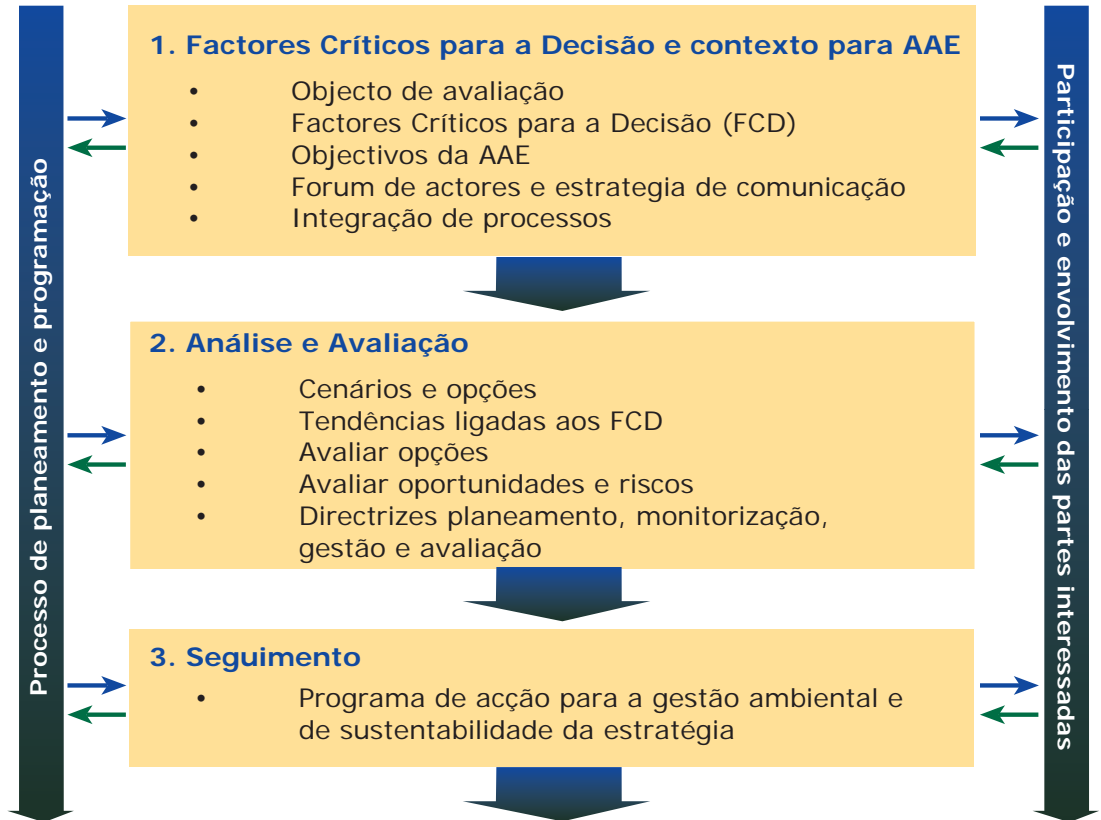 1. Factores Críticos para a Decisão e contexto para AAE
• Objecto de avaliação
• Factores Críticos para a Decisão (FCD)
• Objectivos da AAE
• Forum de actores e estrategia de comunicação
• Integração de processos
2. Análise e Avaliação
• Cenários e opções
• Tendências ligadas aos FCD
• Avaliar opções
• Avaliar oportunidades e riscos
• Directrizes planeamento, monitorização,
gestão e avaliação
3. Seguimento
• Programa de acção para a gestão ambiental e
de sustentabilidade da estratégia
Processo de planeamento e programação
Participação e envolvimento das partes interessadas